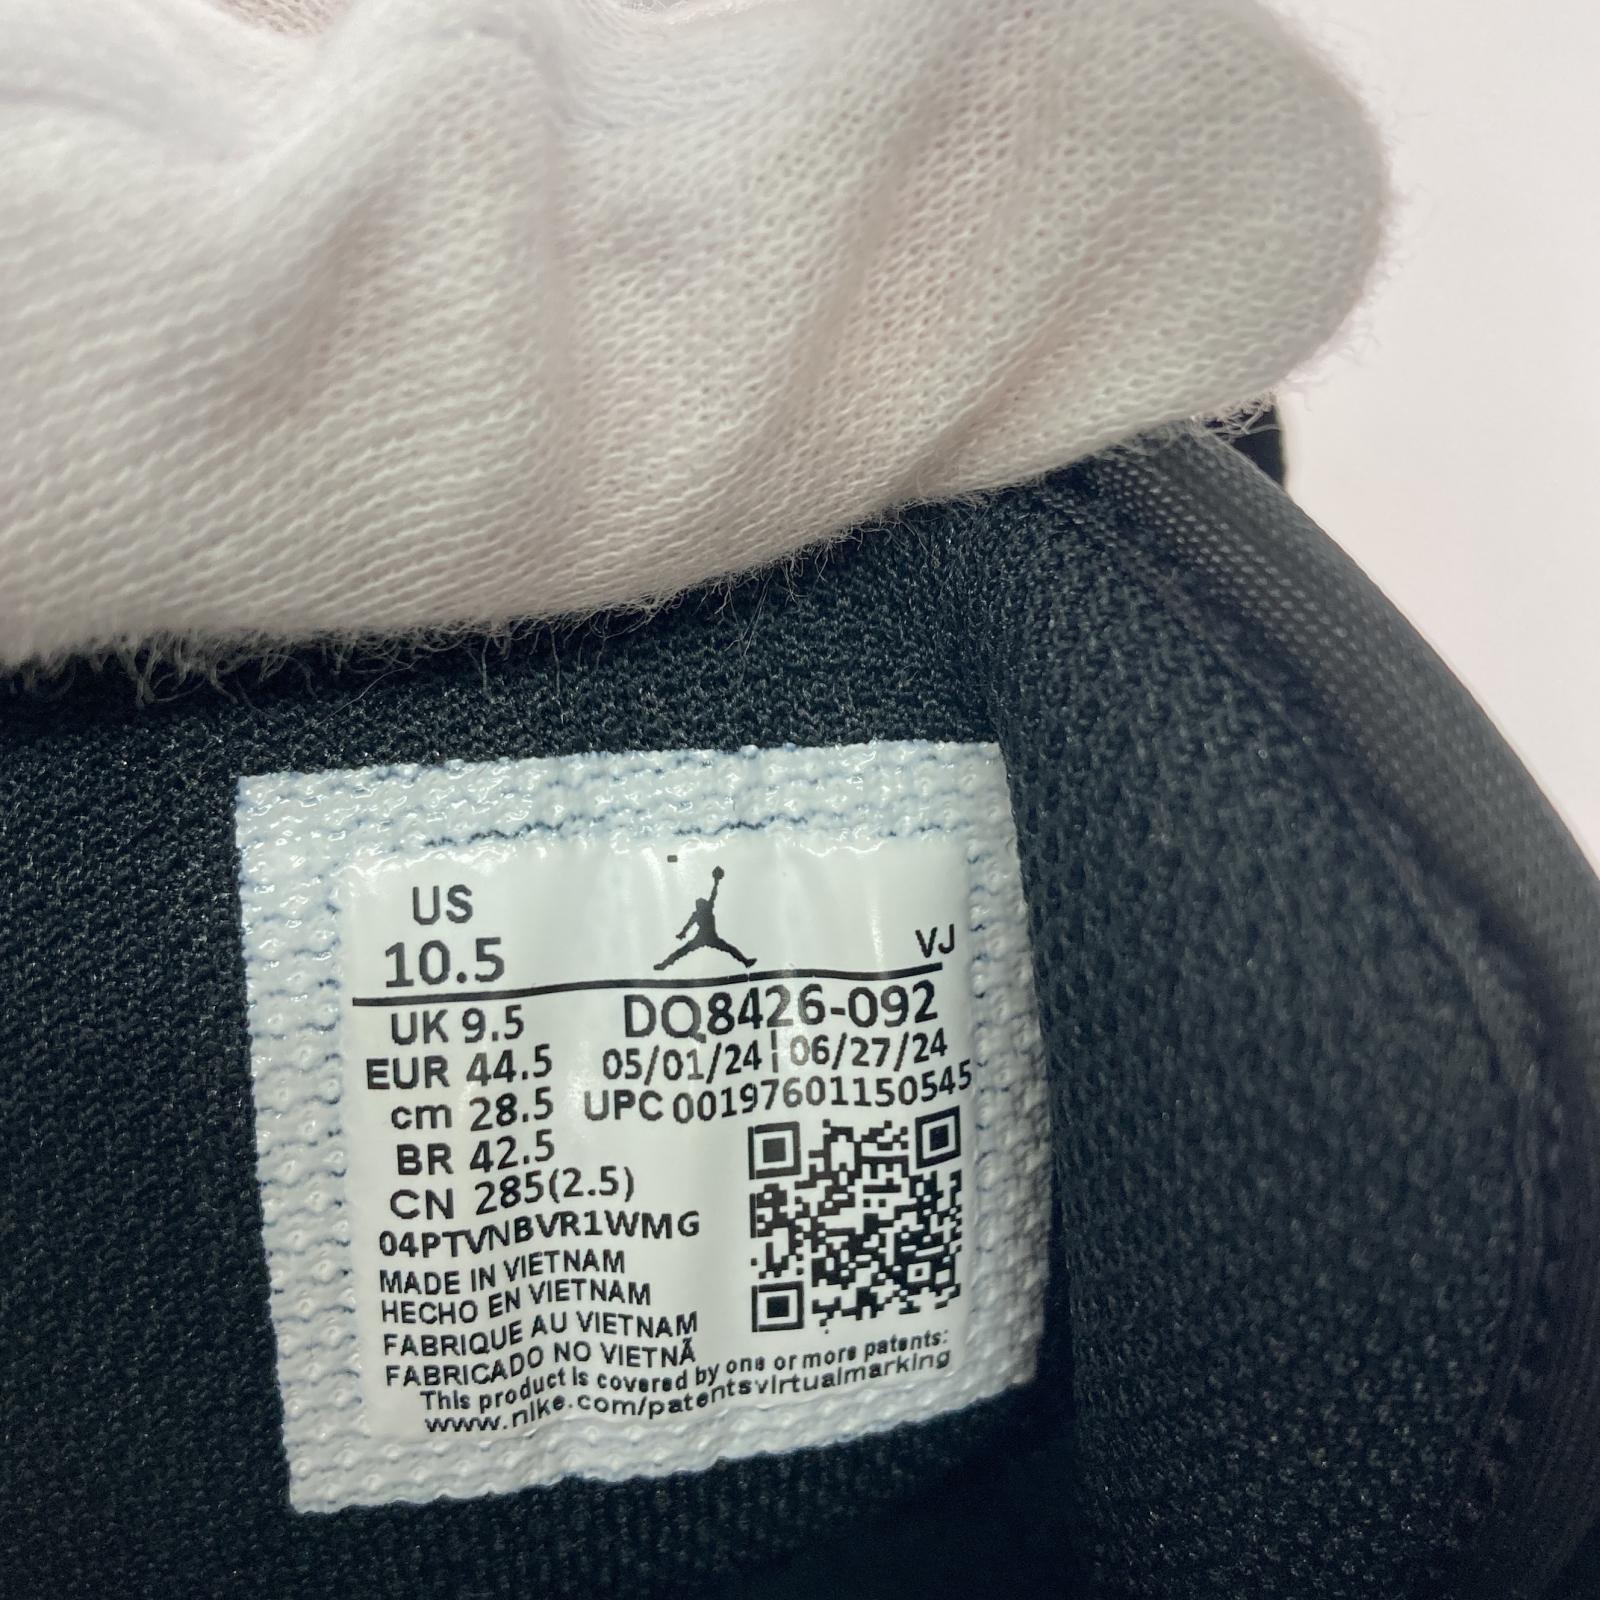 US
10.5
VJ
UK 9.5
DQ8426-092
EUR 44.5
05/01/24 | 06/27/24
cm 28.5
UPC 00197601150545
BR 42.5
CN 285(2.5)
04PTVNBVR1WMG
MADE IN VIETNAM
HECHO EN VIETNAM
FABRIQUE AU VIETNAM
FABRICADO NO VIETNÃ
This product is covered by one or more patents:
www.nike.com/patentsvirtualmarking